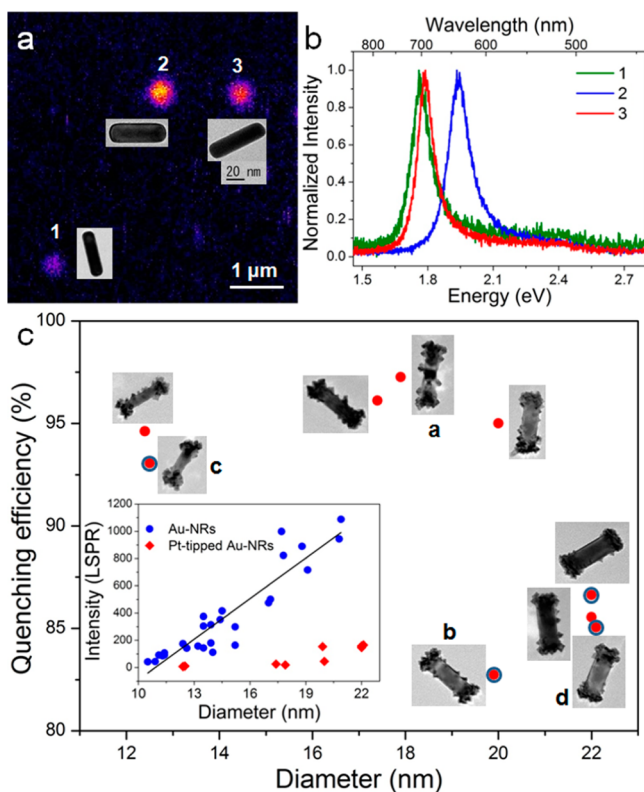 a
2
3
20 nm
1
1 µm
b
Wavelength (nm)
800
700
600
500
1
2
3
Normalized Intensity
1.0
0.8
0.6
0.4
0.2
0.0
1.5
1.8
2.1
2.4
2.7
Energy (eV)
c
Quenching efficiency (%)
100
95
90
85
80
a
c
b
d
Intensity (LSPR)
1200
1000
800
600
400
200
0
Au-NRs
Pt-tipped Au-NRs
10
12
14
16
18
20
22
Diameter (nm)
12
14
16
18
20
22
Diameter (nm)